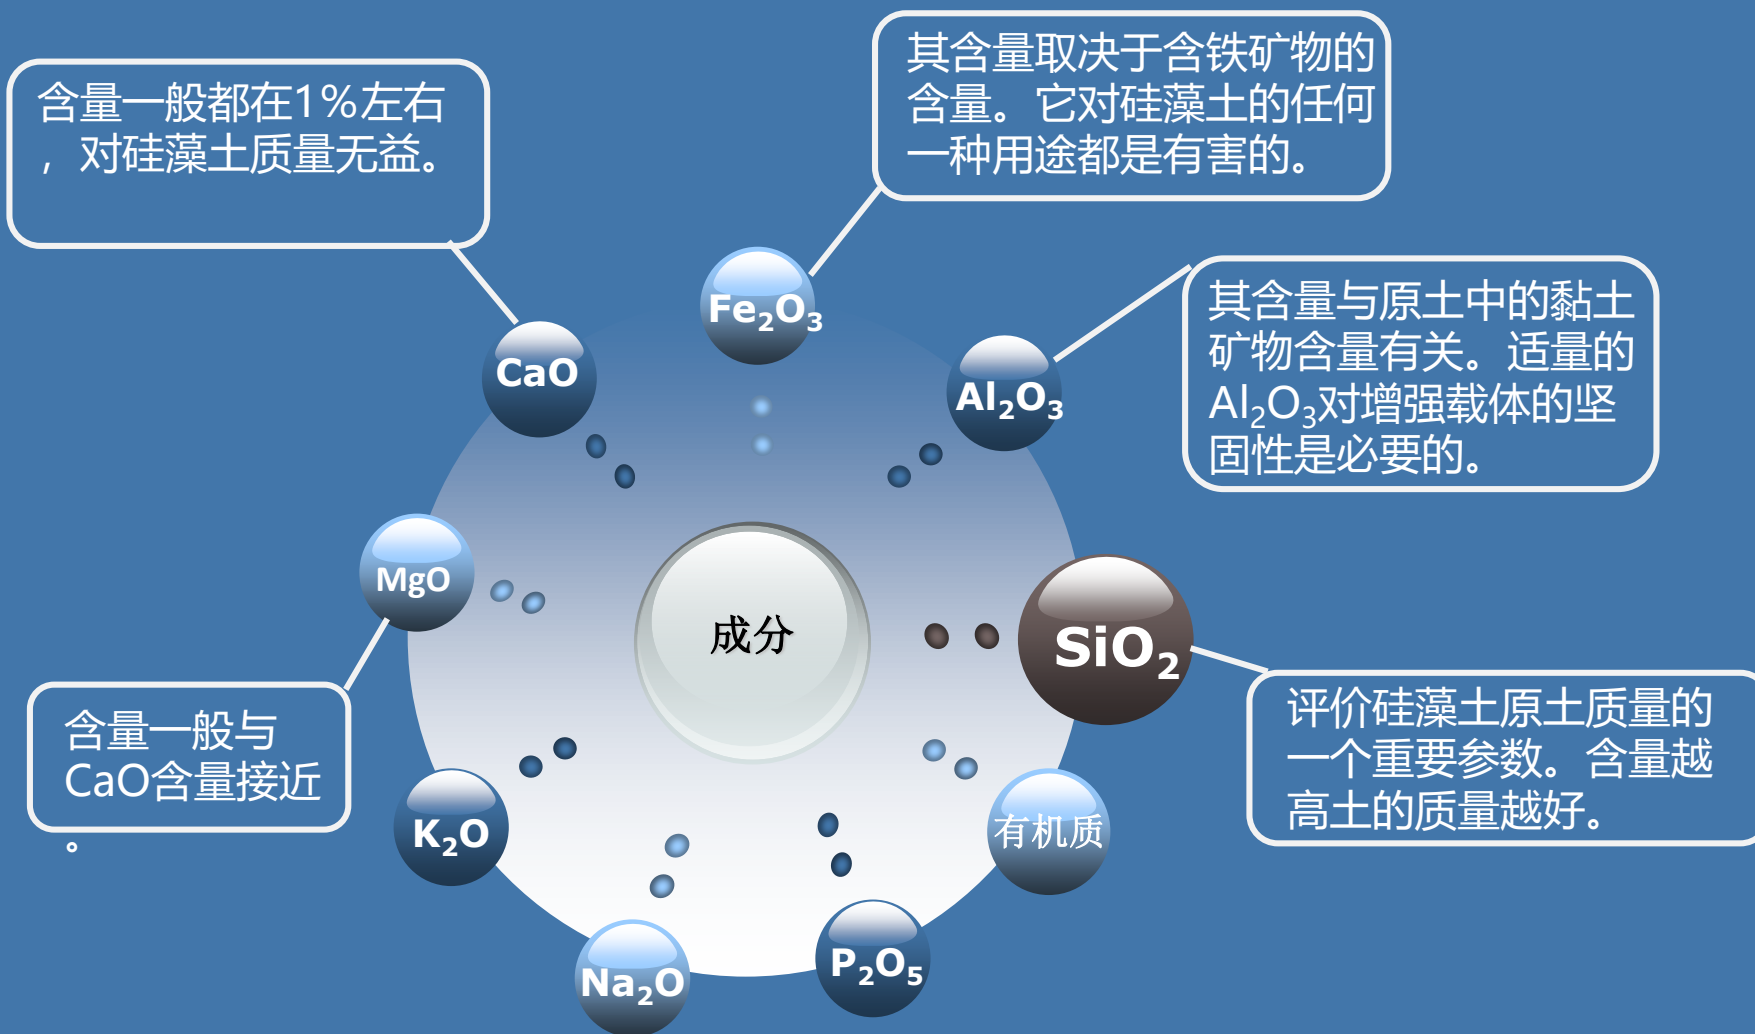 其含量取决于含铁矿物的
含量。它对硅藻土的任何
一种用途都是有害的。
含量一般都在1%左右
，对硅藻土质量无益。
Fe₂O₃
其含量与原土中的黏土
矿物含量有关。适量的
Al₂O₃对增强载体的坚
固性是必要的。
CaO
Al₂O₃
MgO
成分
SiO₂
含量一般与
CaO含量接近
。
评价硅藻土原土质量的
一个重要参数。含量越
高土的质量越好。
K₂O
有机质
Na₂O
P₂O₅